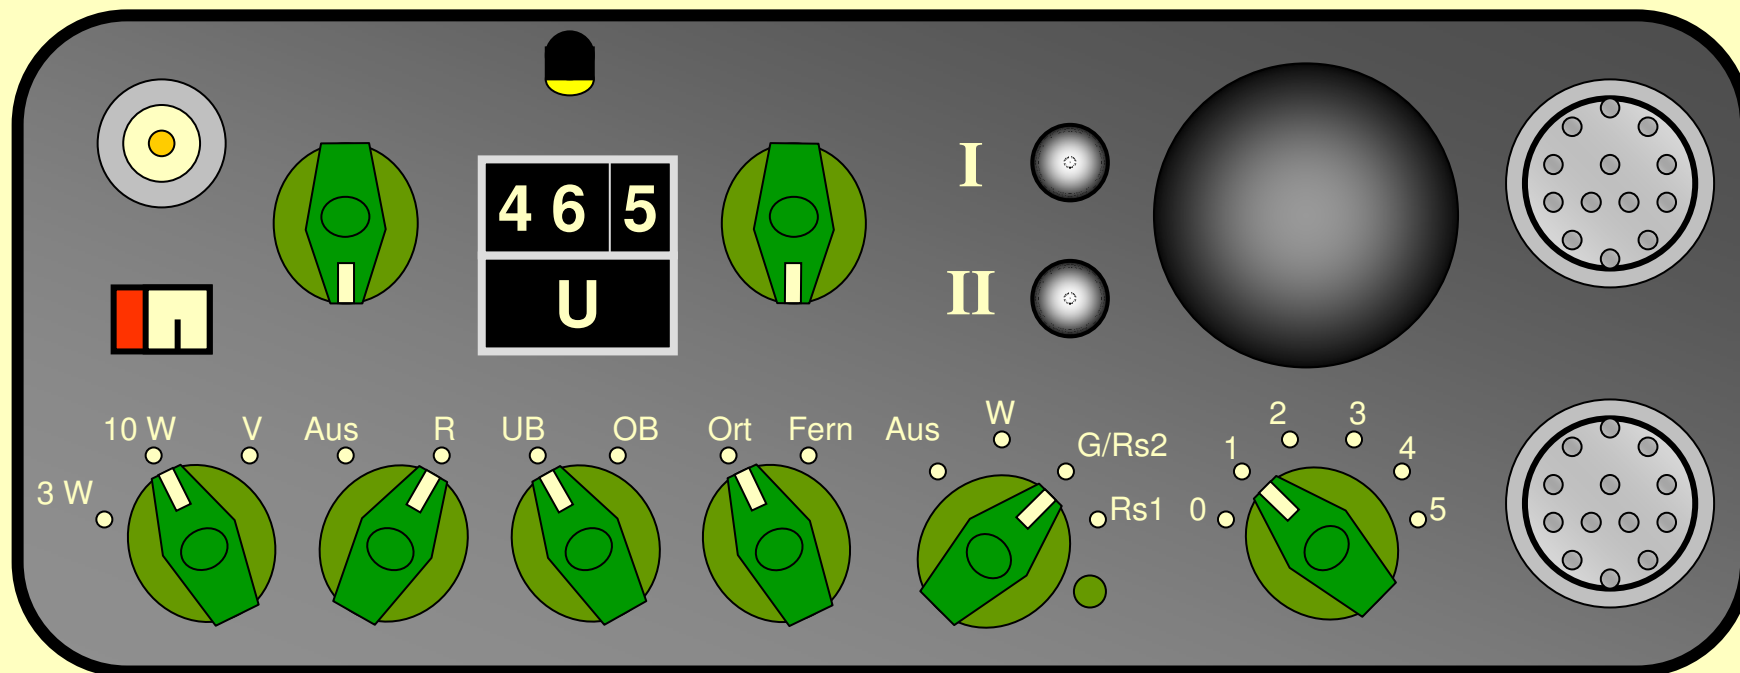 I
4 6 5
II
U
10 W V Aus R UB OB Ort Fern Aus W G/Rs2 1 2 3 4
3 W Rs1 0 5